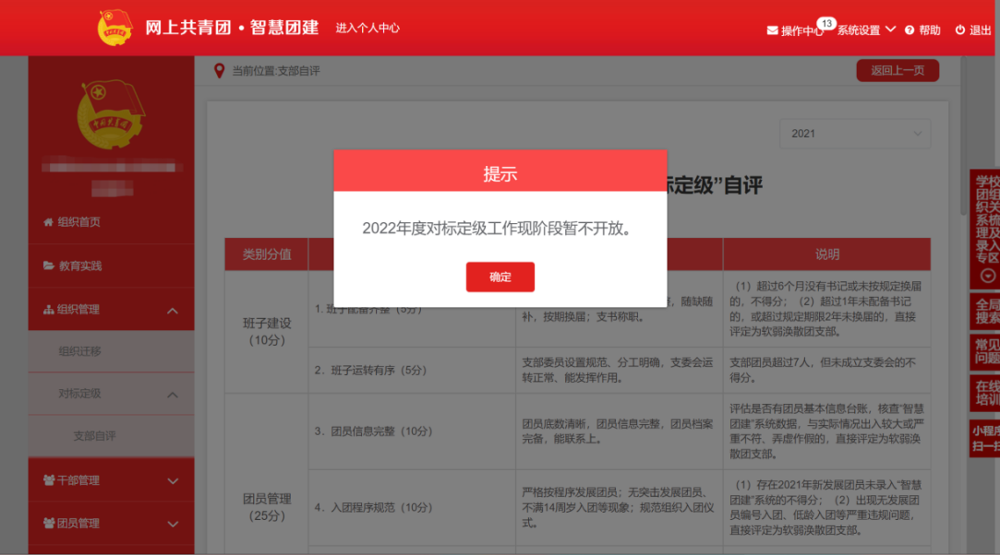 网上共青团·智慧团建 进入个人中心
操作中心 13 系统设置 帮助 退出
当前位置:支部自评
返回上一页
2021
标定级”自评
提示
2022年度对标定级工作现阶段暂不开放。
确定
组织首页
教育实践
组织管理
组织迁移
对标定级
支部自评
干部管理
团员管理
类别分值
说明
班子建设
(10分)
1. 班子配备齐整（5分）
，随缺随
补，按期换届；支书称职。
（1）超过6个月没有书记或未按规定换届
的，不得分；（2）超过1年未配备书记
的，或超过规定期限2年未换届的，直接
评定为软弱涣散团支部。
2. 班子运转有序（5分）
支部委员设置规范、分工明确，支委会运
转正常、能发挥作用。
支部团员超过7人，但未成立支委会的不
得分。
团员管理
(25分)
3. 团员信息完整（10分）
团员底数清晰，团员信息完整，团员档案
完备，能联系上。
评估是否有团员基本信息台账，核查“智慧
团建”系统数据，与实际情况出入较大或严
重不符、弄虚作假的，直接评定为软弱涣
散团支部。
4. 入团程序规范（10分）
严格按程序发展团员；无突击发展团员、
不满14周岁入团等现象；规范组织入团仪
式。
（1）存在2021年新发展团员未录入“智慧
团建”系统的不得分；（2）出现无发展团
员编号入团、低龄入团等严重违规问题，
直接评定为软弱涣散团支部。
学校
团组
织关
系梳
理及
录入
专区
全局
搜索
常见
问题
在线
培训
小程序
扫一扫